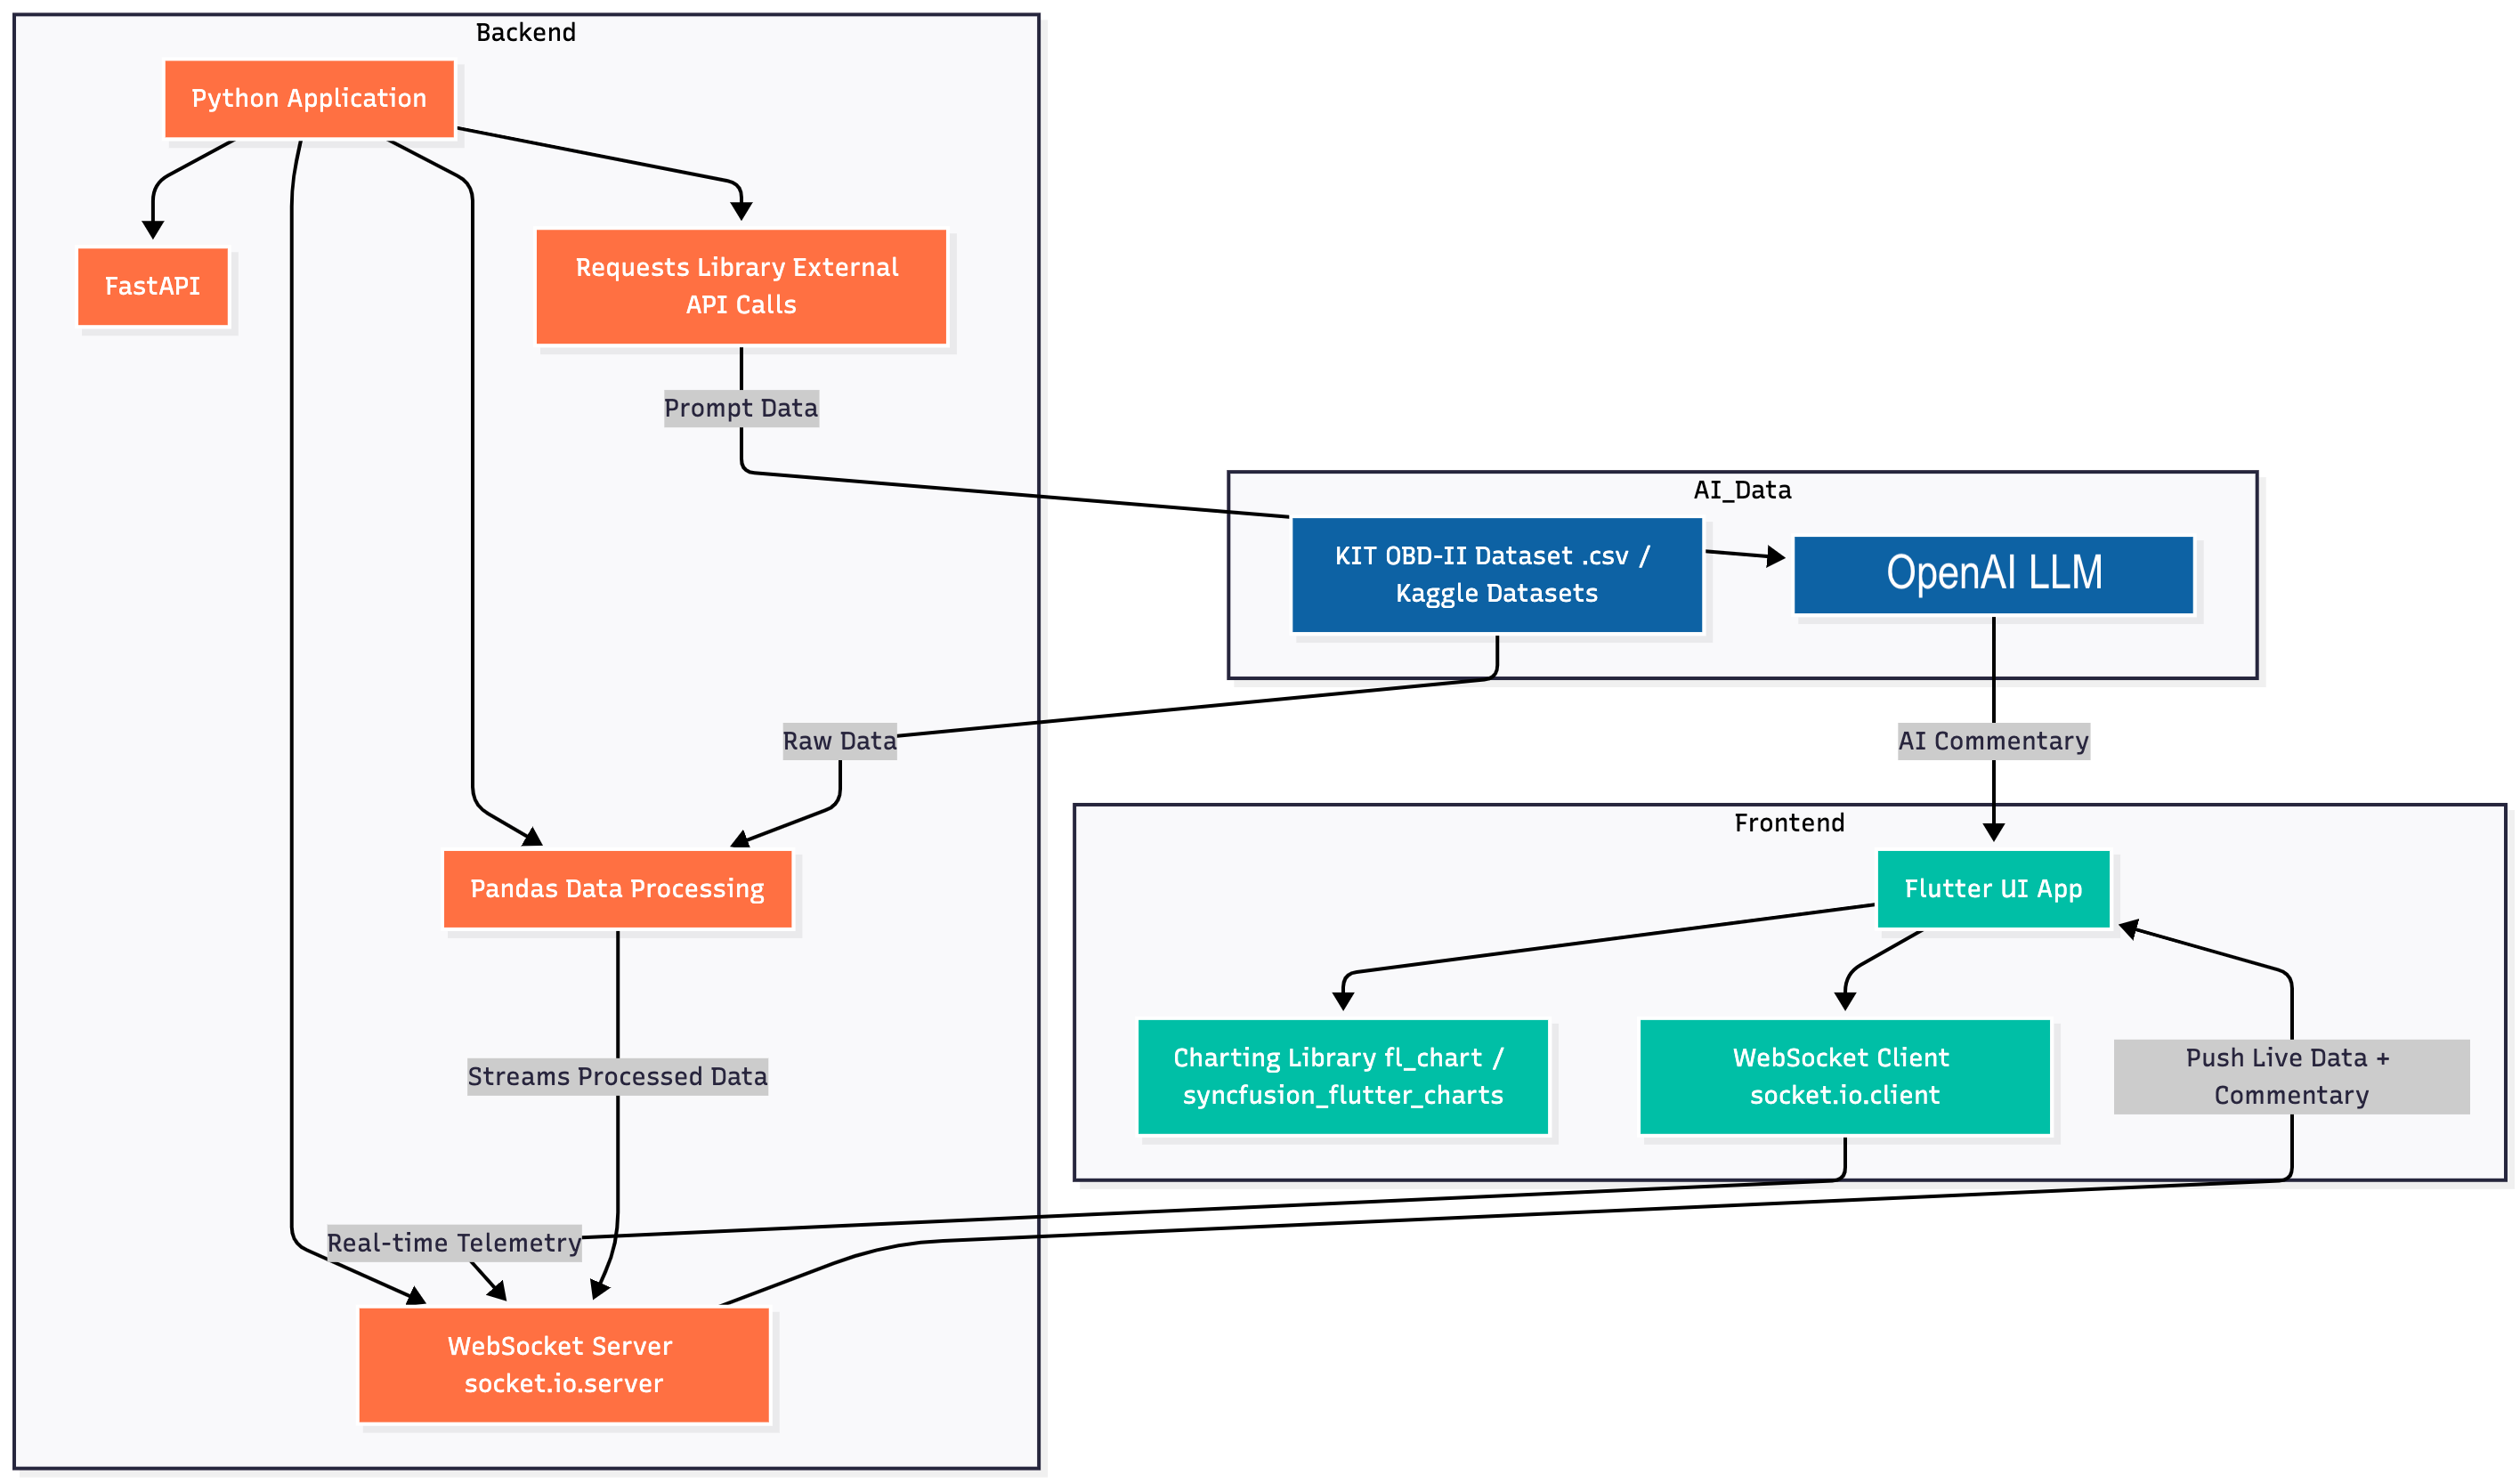 Backend
Python Application
FastAPI
Requests Library External
API Calls
Prompt Data
AI_Data
KIT OBD-II Dataset .csv /
Kaggle Datasets
OpenAI LLM
Raw Data
AI Commentary
Frontend
Pandas Data Processing
Flutter UI App
Charting Library fl_chart /
syncfusion_flutter_charts
WebSocket Client
socket.io.client
Push Live Data +
Commentary
Streams Processed Data
Real-time Telemetry
WebSocket Server
socket.io.server